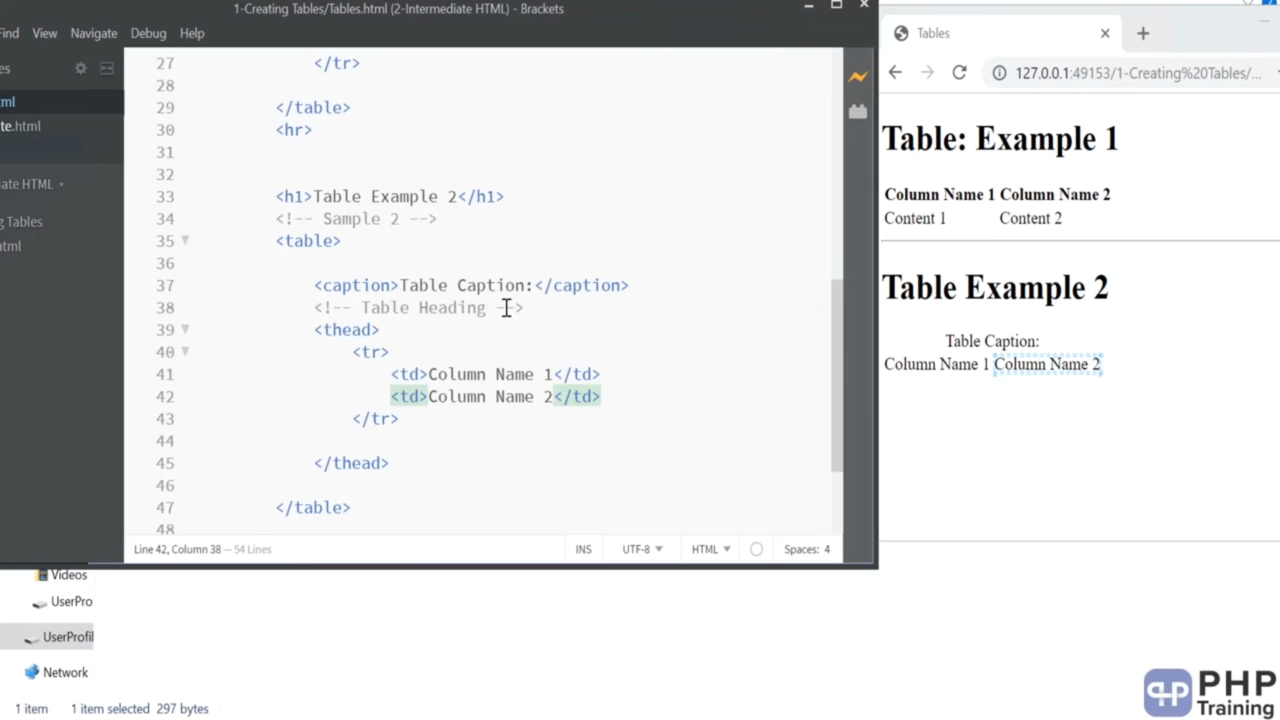 1-Creating Tables/Tables.html (2-Intermediate HTML) - Brackets
Find View Navigate Debug Help
27 </tr>
28
29 </table>
30 <hr>
31
32
33 <h1>Table Example 2</h1>
34 <!-- Sample 2 -->
35 <table>
36
37 <caption>Table Caption:</caption>
38 <!-- Table Heading -->
39 <thead>
40 <tr>
41 <td>Column Name 1</td>
42 <td>Column Name 2</td>
43 </tr>
44
45 </thead>
46
47 </table>
48
Line 42, Column 38 — 54 Lines
INS UTF-8 HTML Spaces: 4
es
ml
te.html
ate HTML
g Tables
html
Videos
UserPro
UserProfil
Network
1 item 1 item selected 297 bytes
Tables
127.0.0.1:49153/1-Creating%20Tables/...
Table: Example 1
Column Name 1 Column Name 2
Content 1 Content 2
Table Example 2
Table Caption:
Column Name 1 Column Name 2
PHP
Training